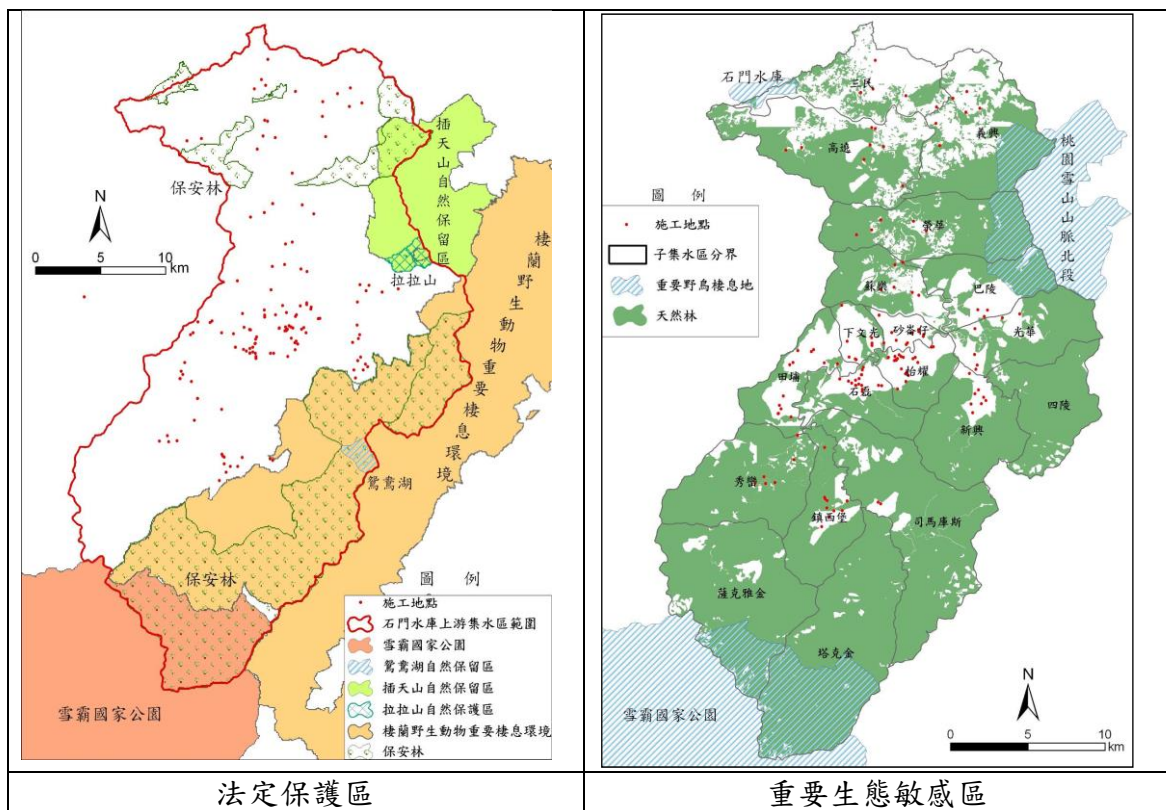 插天山自然保留區
保安林
N
0 5 10
km
拉拉山
棲蘭野生動物重要棲息環境
鴛鴦湖
保安林
雪霸國家公園
圖 例
施工地點
石門水庫上游集水區範圍
雪霸國家公園
鴛鴦湖自然保留區
插天山自然保留區
拉拉山自然保護區
棲蘭野生動物重要棲息環境
保安林
法定保護區
石門水庫
三民
義興
高遶
桃園雪山山脈北段
圖 例
施工地點
子集水區分界
重要野鳥棲息地
天然林
榮華
蘇樂
巴陵
光華
下文光
砂崙仔
怡耀
田埔
石磊
四陵
新興
秀巒
鎮西堡
司馬庫斯
薩克雅金
塔克金
雪霸國家公園
N
0 5 10
km
重要生態敏感區